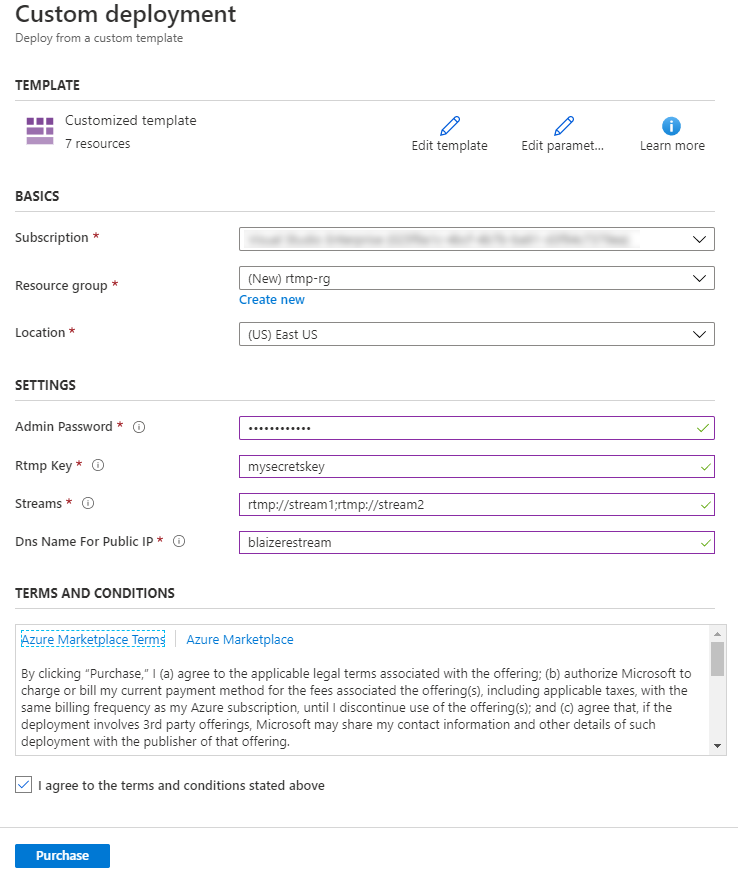 Custom deployment
Deploy from a custom template
TEMPLATE
Customized template
7 resources
Edit template
Edit paramet...
Learn more
BASICS
Subscription *
Resource group *
(New) rtmp-rg
Create new
Location *
(US) East US
SETTINGS
Admin Password *
••••••••••••
Rtmp Key *
mysecretskey
Streams *
rtmp://stream1;rtmp://stream2
Dns Name For Public IP *
blaizerestream
TERMS AND CONDITIONS
Azure Marketplace Terms
Azure Marketplace
By clicking “Purchase,” I (a) agree to the applicable legal terms associated with the offering; (b) authorize Microsoft to
charge or bill my current payment method for the fees associated the offering(s), including applicable taxes, with the
same billing frequency as my Azure subscription, until I discontinue use of the offering(s); and (c) agree that, if the
deployment involves 3rd party offerings, Microsoft may share my contact information and other details of such
deployment with the publisher of that offering.
I agree to the terms and conditions stated above
Purchase